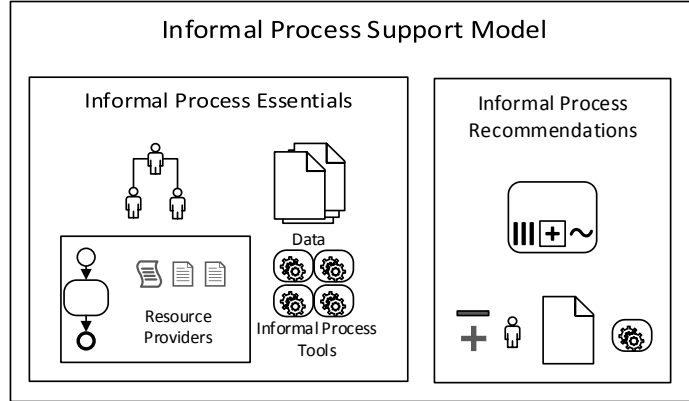 Informal Process Support Model
Informal Process Essentials
Informal Process
Recommendations
Data
Resource
Providers
Informal Process
Tools